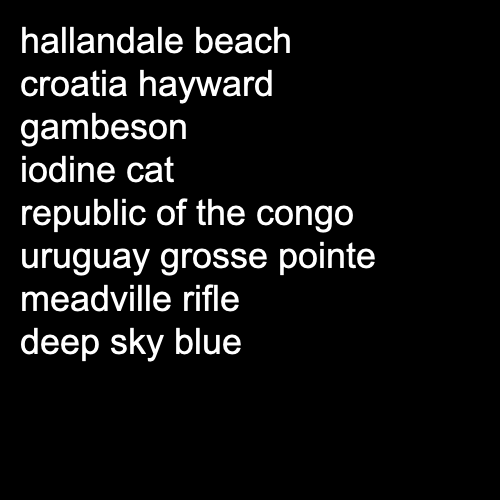 hallandale beach
croatia hayward
gambeson
iodine cat
republic of the congo
uruguay grosse pointe
meadville rifle
deep sky blue